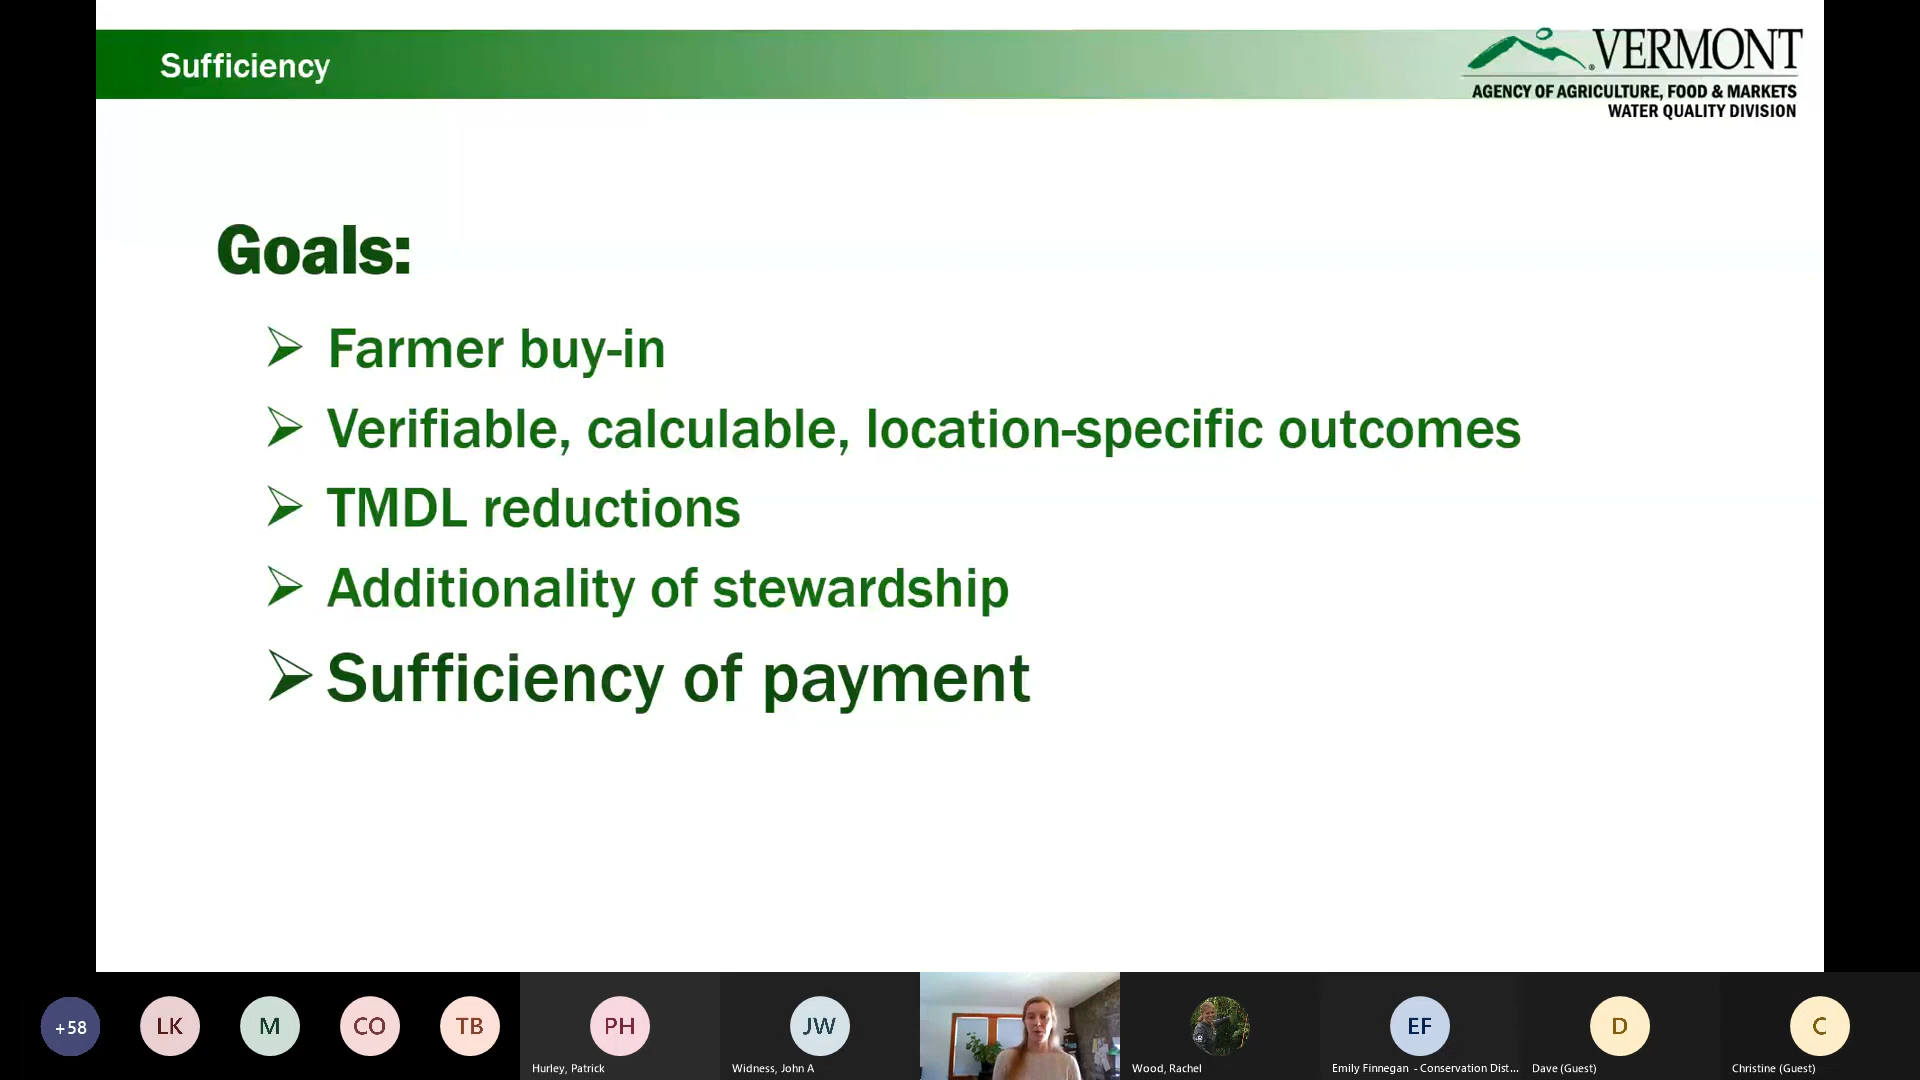 Sufficiency
VERMONT
AGENCY OF AGRICULTURE, FOOD & MARKETS
WATER QUALITY DIVISION
Goals:
Farmer buy-in
Verifiable, calculable, location-specific outcomes
TMDL reductions
Additionality of stewardship
Sufficiency of payment
+58
LK
M
CO
TB
PH
JW
EF
D
C
Hurley, Patrick
Widness, John A
Wood, Rachel
Emily Finnegan - Conservation Dist...
Dave (Guest)
Christine (Guest)